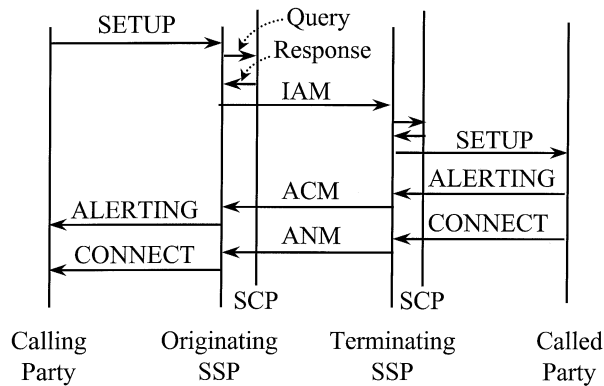 SETUP
Query
Response
IAM
SETUP
ALERTING
ACM
ALERTING
CONNECT
ANM
CONNECT
SCP
SCP
Calling
Party
Originating
SSP
Terminating
SSP
Called
Party